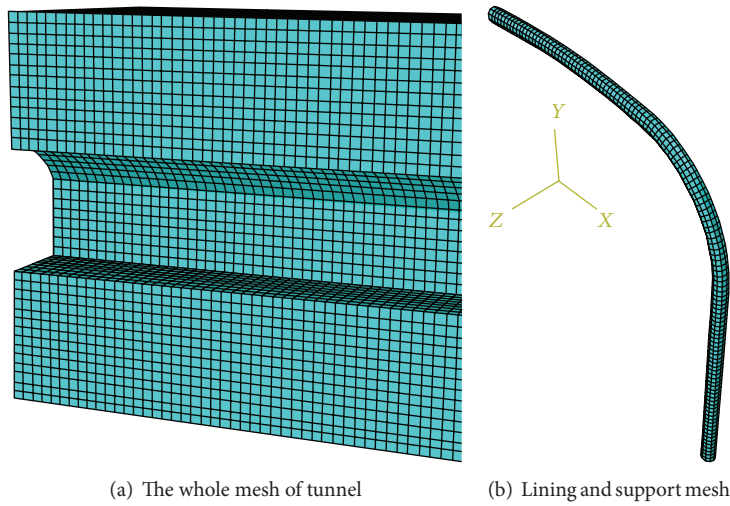 Y
Z
X
(a) The whole mesh of tunnel
(b) Lining and support mesh